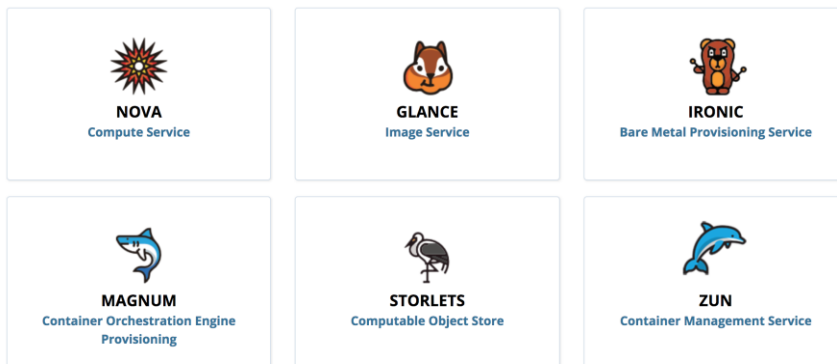 NOVA
Compute Service
GLANCE
Image Service
IRONIC
Bare Metal Provisioning Service
MAGNUM
Container Orchestration Engine
Provisioning
STORLETS
Computable Object Store
ZUN
Container Management Service